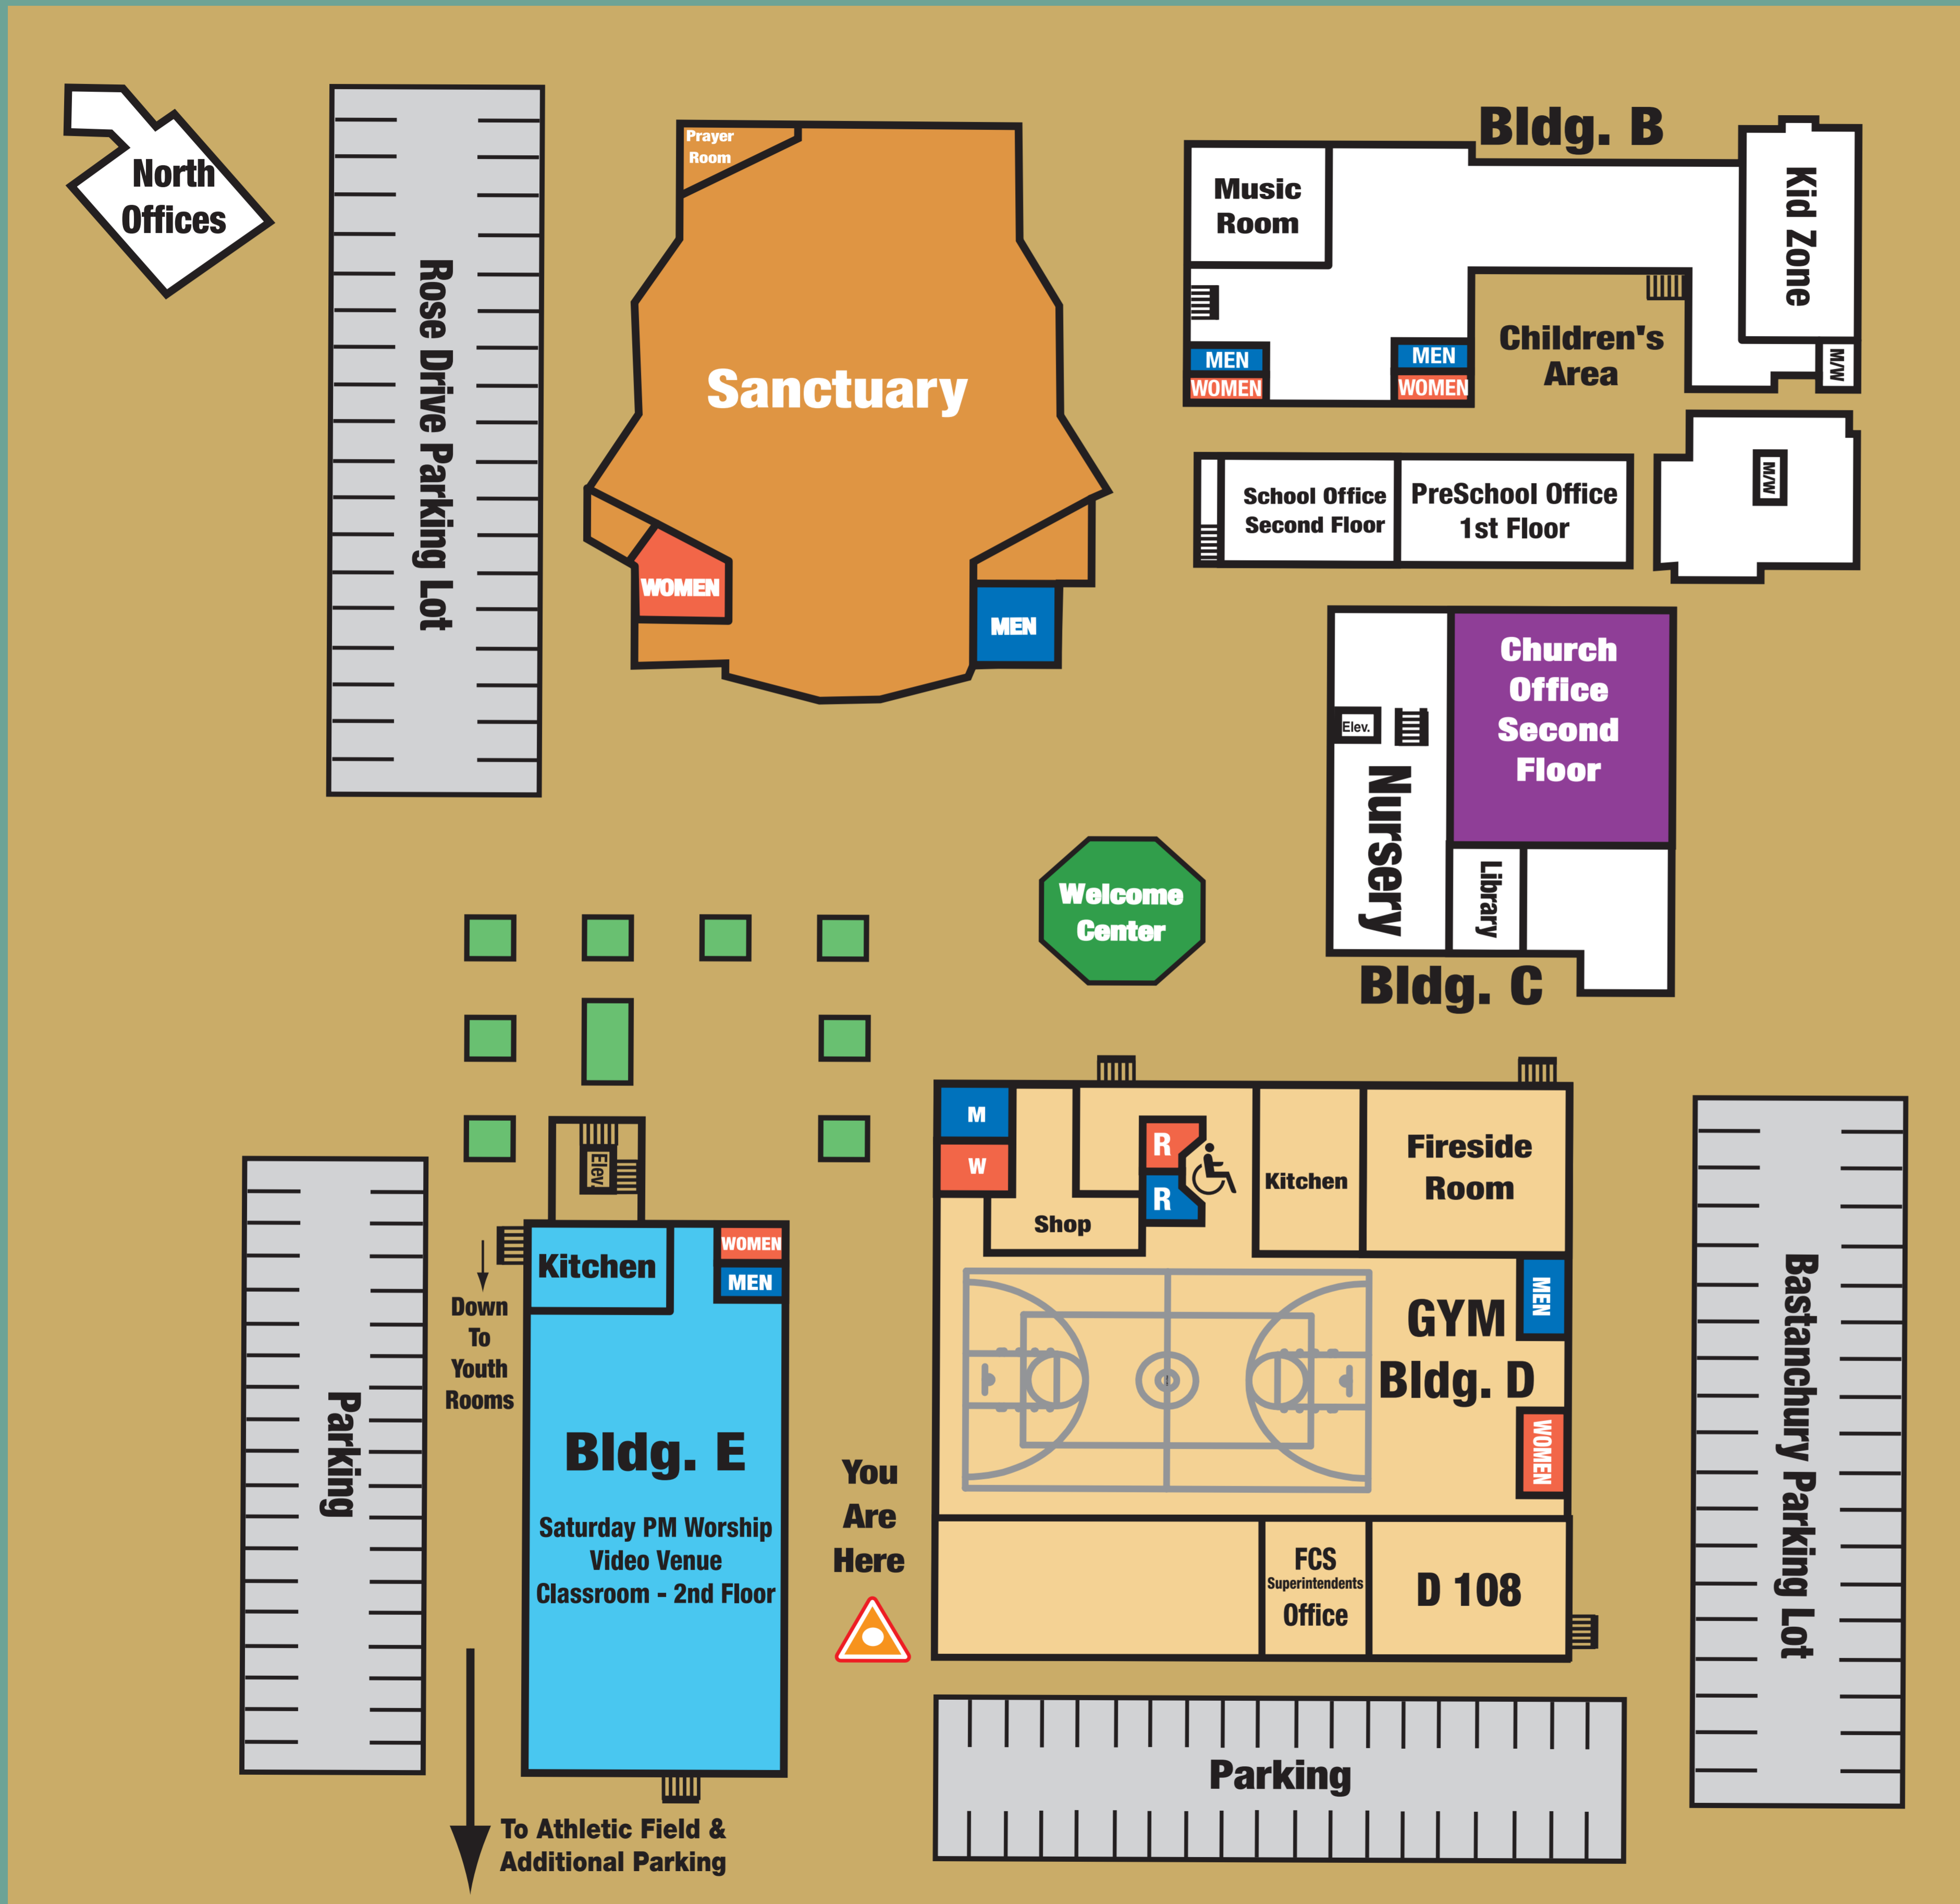 North
Offices
Rose Drive Parking Lot
Prayer
Room
Sanctuary
WOMEN
MEN
Bldg. B
Music
Room
Kid Zone
MEN
WOMEN
MEN
WOMEN
Children's
Area
M/W
M/W
School Office
Second Floor
PreSchool Office
1st Floor
Church
Office
Second
Floor
Elev.
Nursery
Library
Bldg. C
Welcome
Center
Elev.
Kitchen
WOMEN
MEN
Down
To
Youth
Rooms
Parking
Bldg. E
Saturday PM Worship
Video Venue
Classroom - 2nd Floor
To Athletic Field &
Additional Parking
You
Are
Here
M
W
R
R
Shop
Kitchen
Fireside
Room
MEN
GYM
Bldg. D
WOMEN
FCS
Superintendents
Office
D 108
Parking
Bastanchury Parking Lot